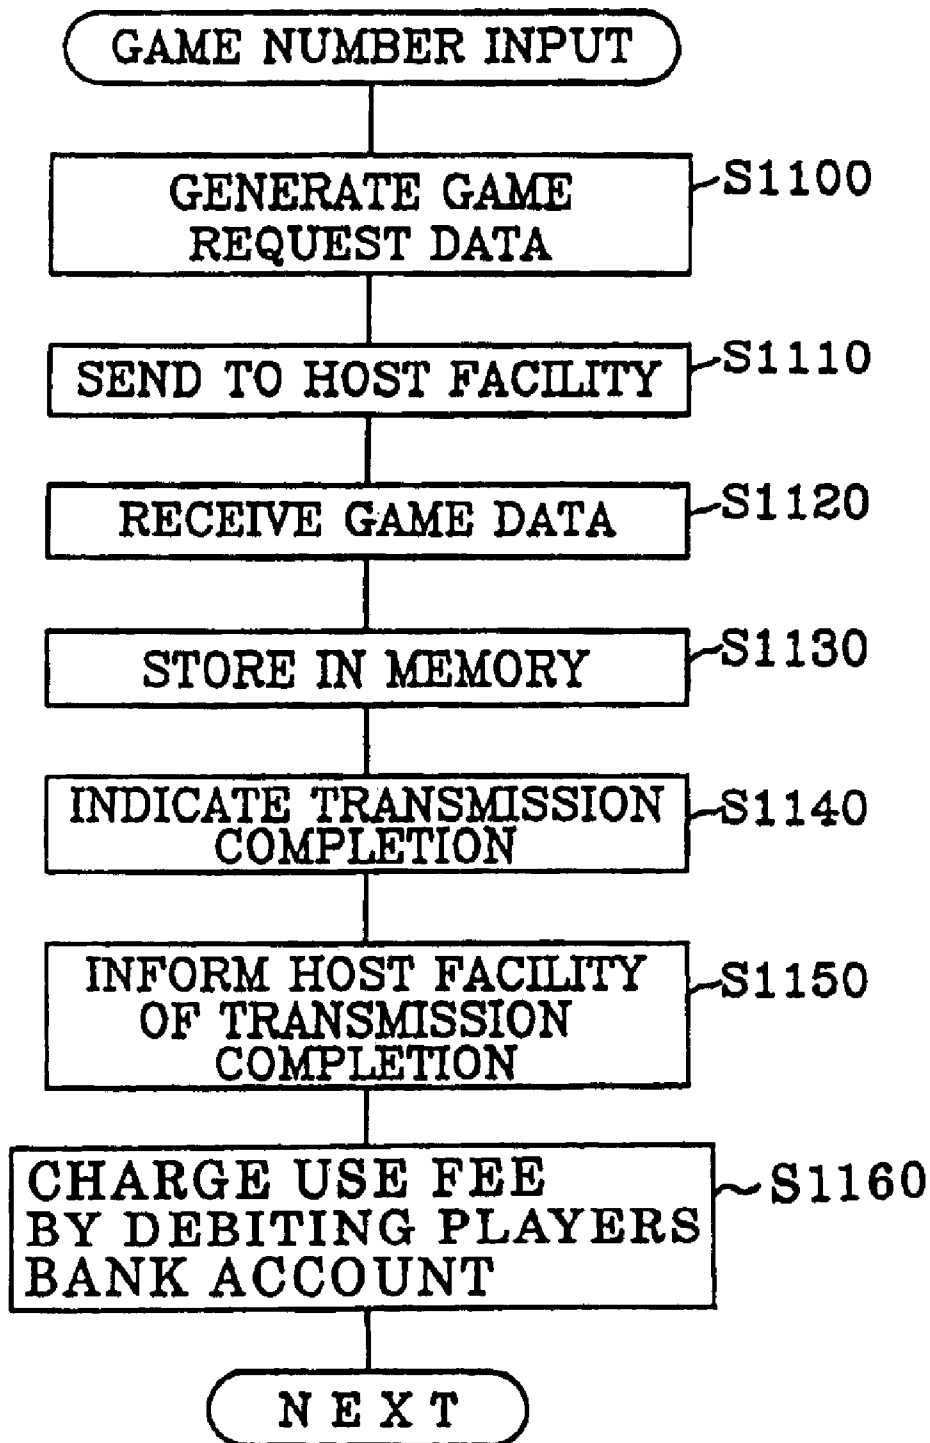 GAME NUMBER INPUT
GENERATE GAME
REQUEST DATA
S1100
SEND TO HOST FACILITY
S1110
RECEIVE GAME DATA
S1120
STORE IN MEMORY
S1130
INDICATE TRANSMISSION
COMPLETION
S1140
INFORM HOST FACILITY
OF TRANSMISSION
COMPLETION
S1150
CHARGE USE FEE
BY DEBITING PLAYERS
BANK ACCOUNT
S1160
NEXT